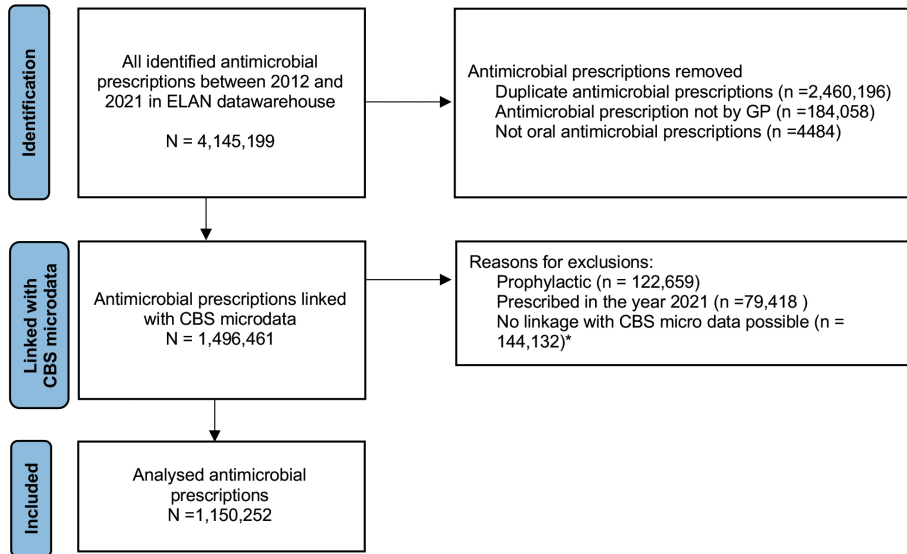 Identification
All identified antimicrobial
prescriptions between 2012 and
2021 in ELAN datawarehouse
N = 4,145,199
Antimicrobial prescriptions removed
Duplicate antimicrobial prescriptions (n =2,460,196)
Antimicrobial prescription not by GP (n =184,058)
Not oral antimicrobial prescriptions (n =4484)
Linked with
CBS microdata
Antimicrobial prescriptions linked
with CBS microdata
N = 1,496,461
Reasons for exclusions:
Prophylactic (n = 122,659)
Prescribed in the year 2021 (n =79,418 )
No linkage with CBS micro data possible (n =
144,132)*
Included
Analysed antimicrobial
prescriptions
N =1,150,252